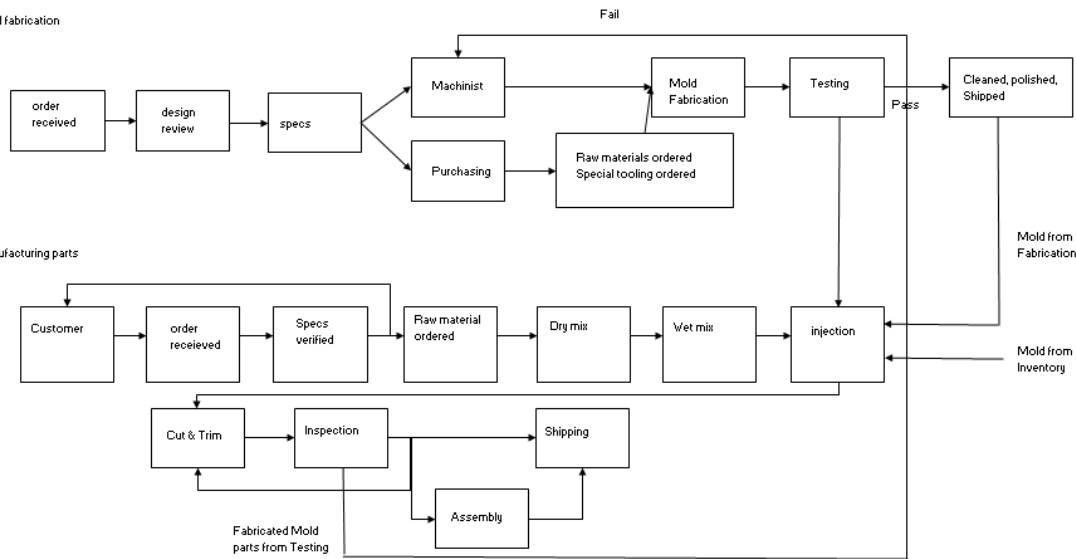 fabrication
Fail
order
received
design
review
specs
Machinist
Mold
Fabrication
Testing
Pass
Cleaned, polished,
Shipped
Purchasing
Raw materials ordered
Special tooling ordered
Mold from
Fabrication
parts
Customer
order
receieved
Specs
verified
Raw material
ordered
Dry mix
Wet mix
injection
Mold from
Inventory
Cut & Trim
Inspection
Shipping
Assembly
Fabricated Mold
parts from Testing